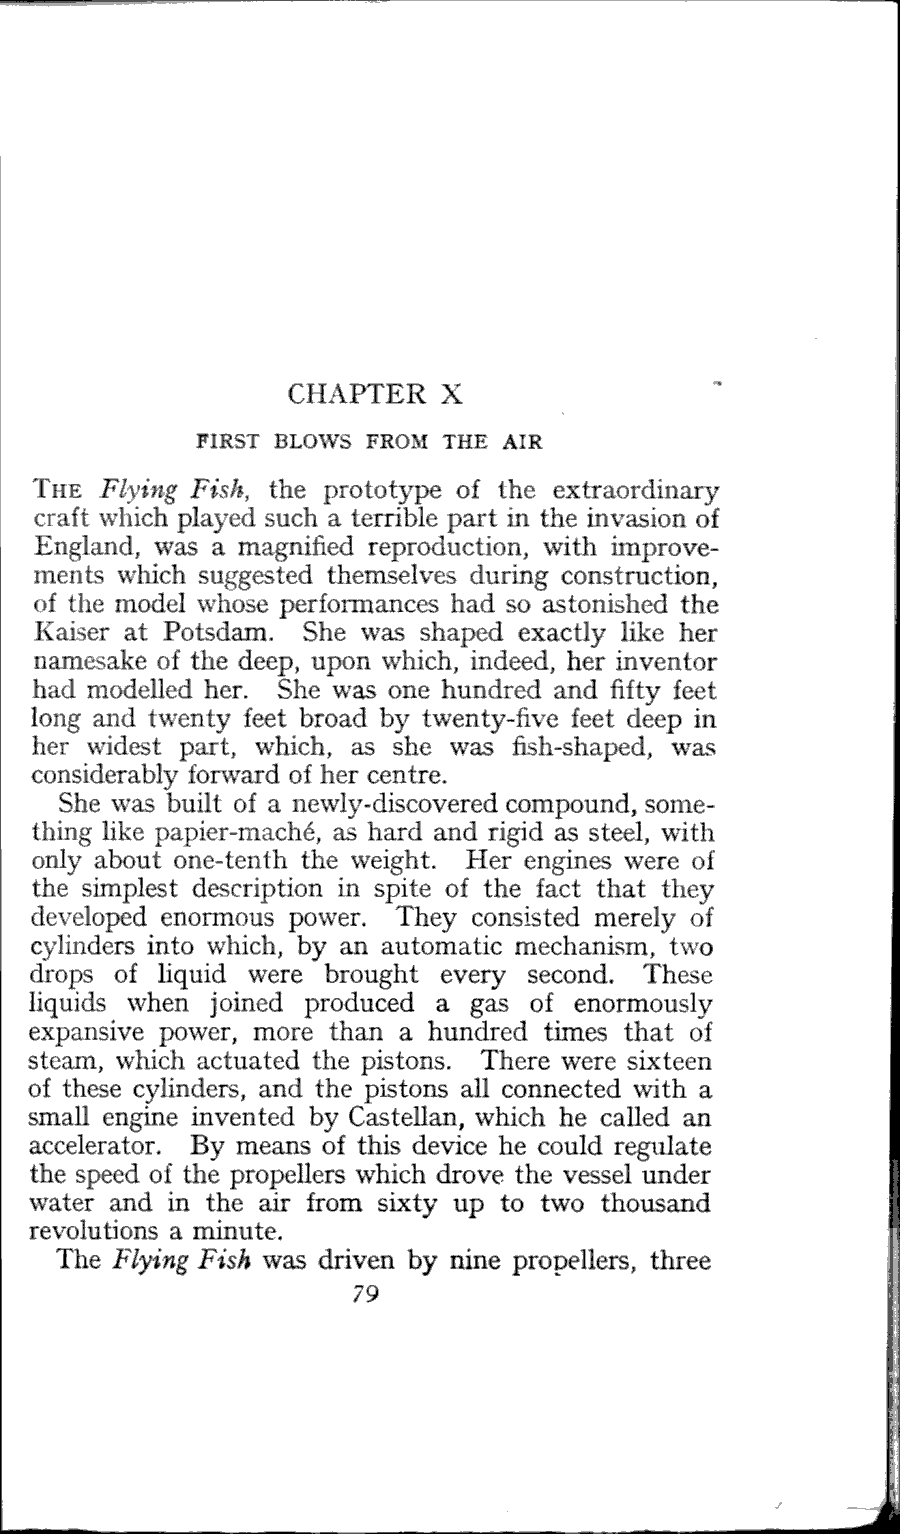 CHAPTER X
FIRST BLOWS FROM THE AIR
THE Flying Fish, the prototype of the extraordinary
craft which played such a terrible part in the invasion of
England, was a magnified reproduction, with improve-
ments which suggested themselves during construction,
of the model whose performances had so astonished the
Kaiser at Potsdam. She was shaped exactly like her
namesake of the deep, upon which, indeed, her inventor
had modelled her. She was one hundred and fifty feet
long and twenty feet broad by twenty-five feet deep in
her widest part, which, as she was fish-shaped, was
considerably forward of her centre.
She was built of a newly-discovered compound, some-
thing like papier-maché, as hard and rigid as steel, with
only about one-tenth the weight. Her engines were of
the simplest description in spite of the fact that they
developed enormous power. They consisted merely of
cylinders into which, by an automatic mechanism, two
drops of liquid were brought every second. These
liquids when joined produced a gas of enormously
expansive power, more than a hundred times that of
steam, which actuated the pistons. There were sixteen
of these cylinders, and the pistons all connected with a
small engine invented by Castellan, which he called an
accelerator. By means of this device he could regulate
the speed of the propellers which drove the vessel under
water and in the air from sixty up to two thousand
revolutions a minute.
The Flying Fish was driven by nine propellers, three
79